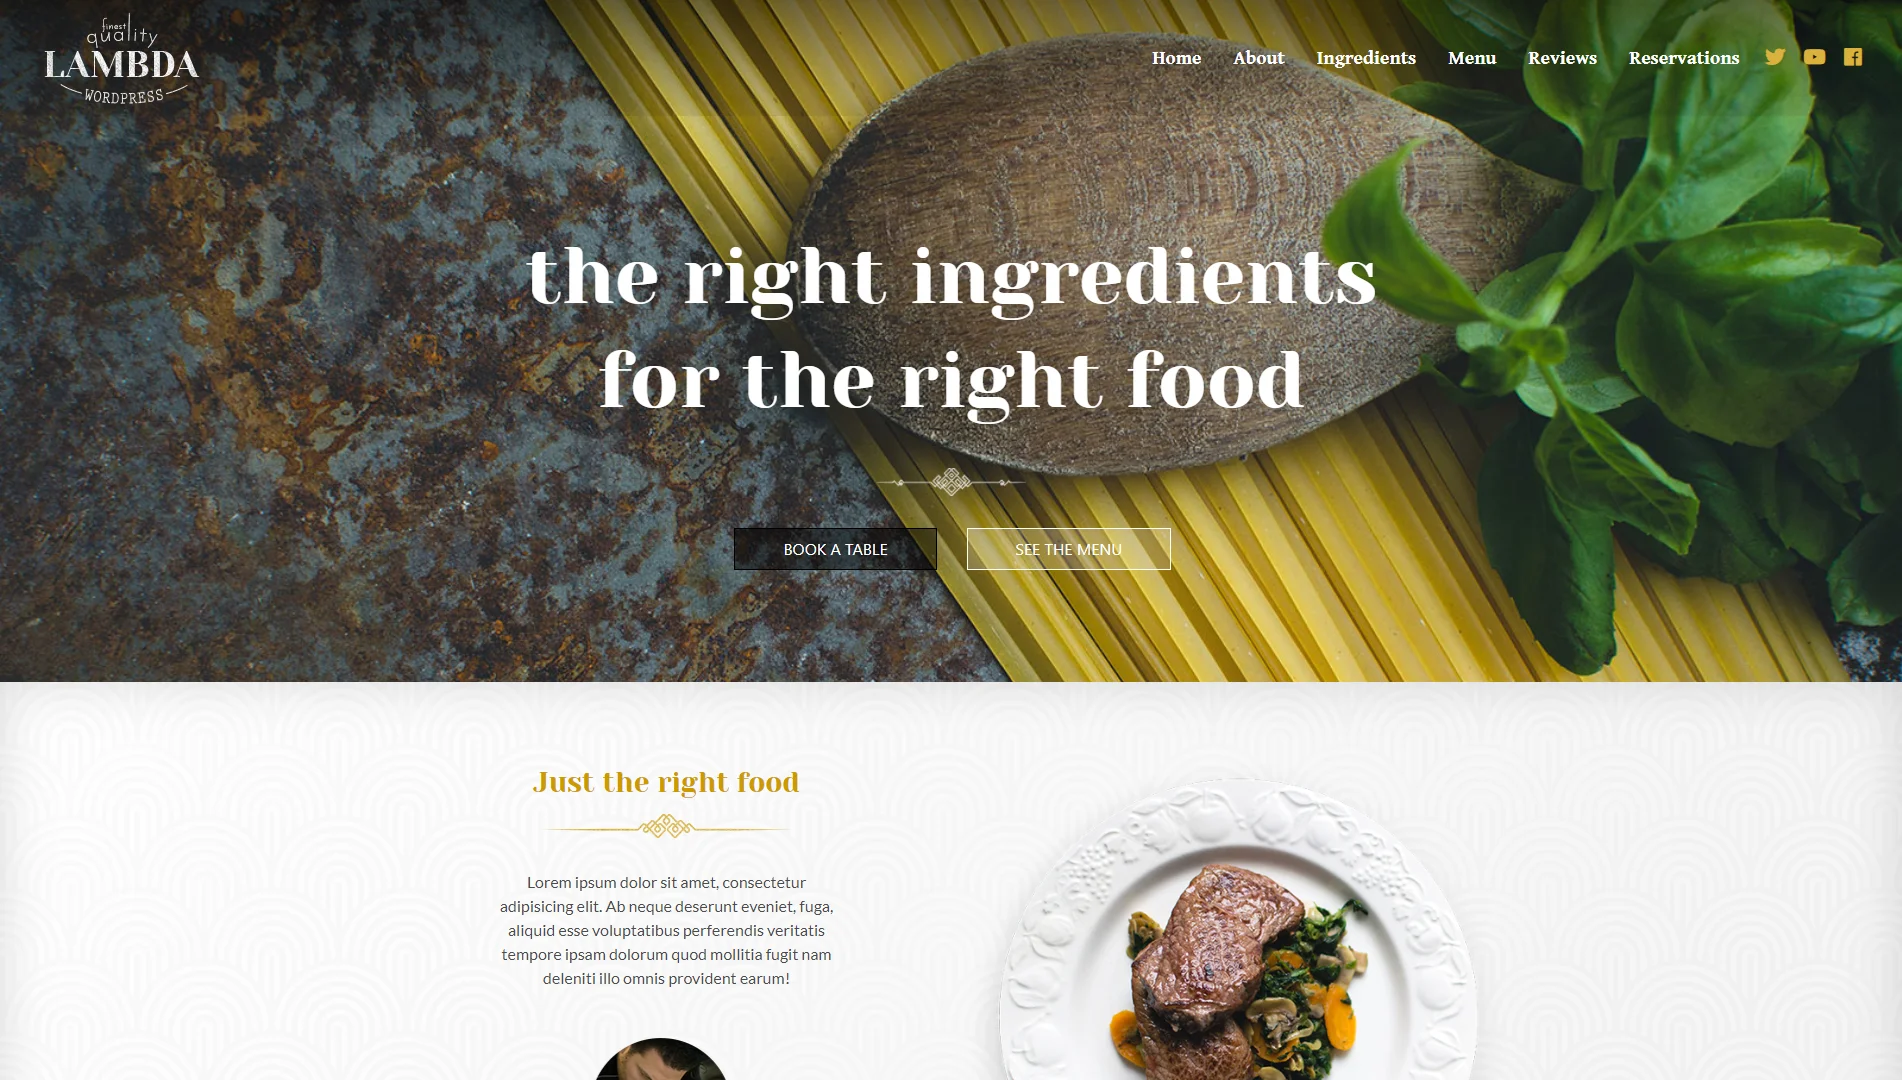 finest
quality
LAMBDA
WORDPRESS
Home About Ingredients Menu Reviews Reservations
the right ingredients
for the right food
BOOK A TABLE SEE THE MENU
Just the right food
Lorem ipsum dolor sit amet, consectetur
adipisicing elit. Ab neque deserunt eveniet, fuga,
aliquid esse voluptatibus perferendis veritatis
tempore ipsam dolorum quod mollitia fugit nam
deleniti illo omnis provident earum!